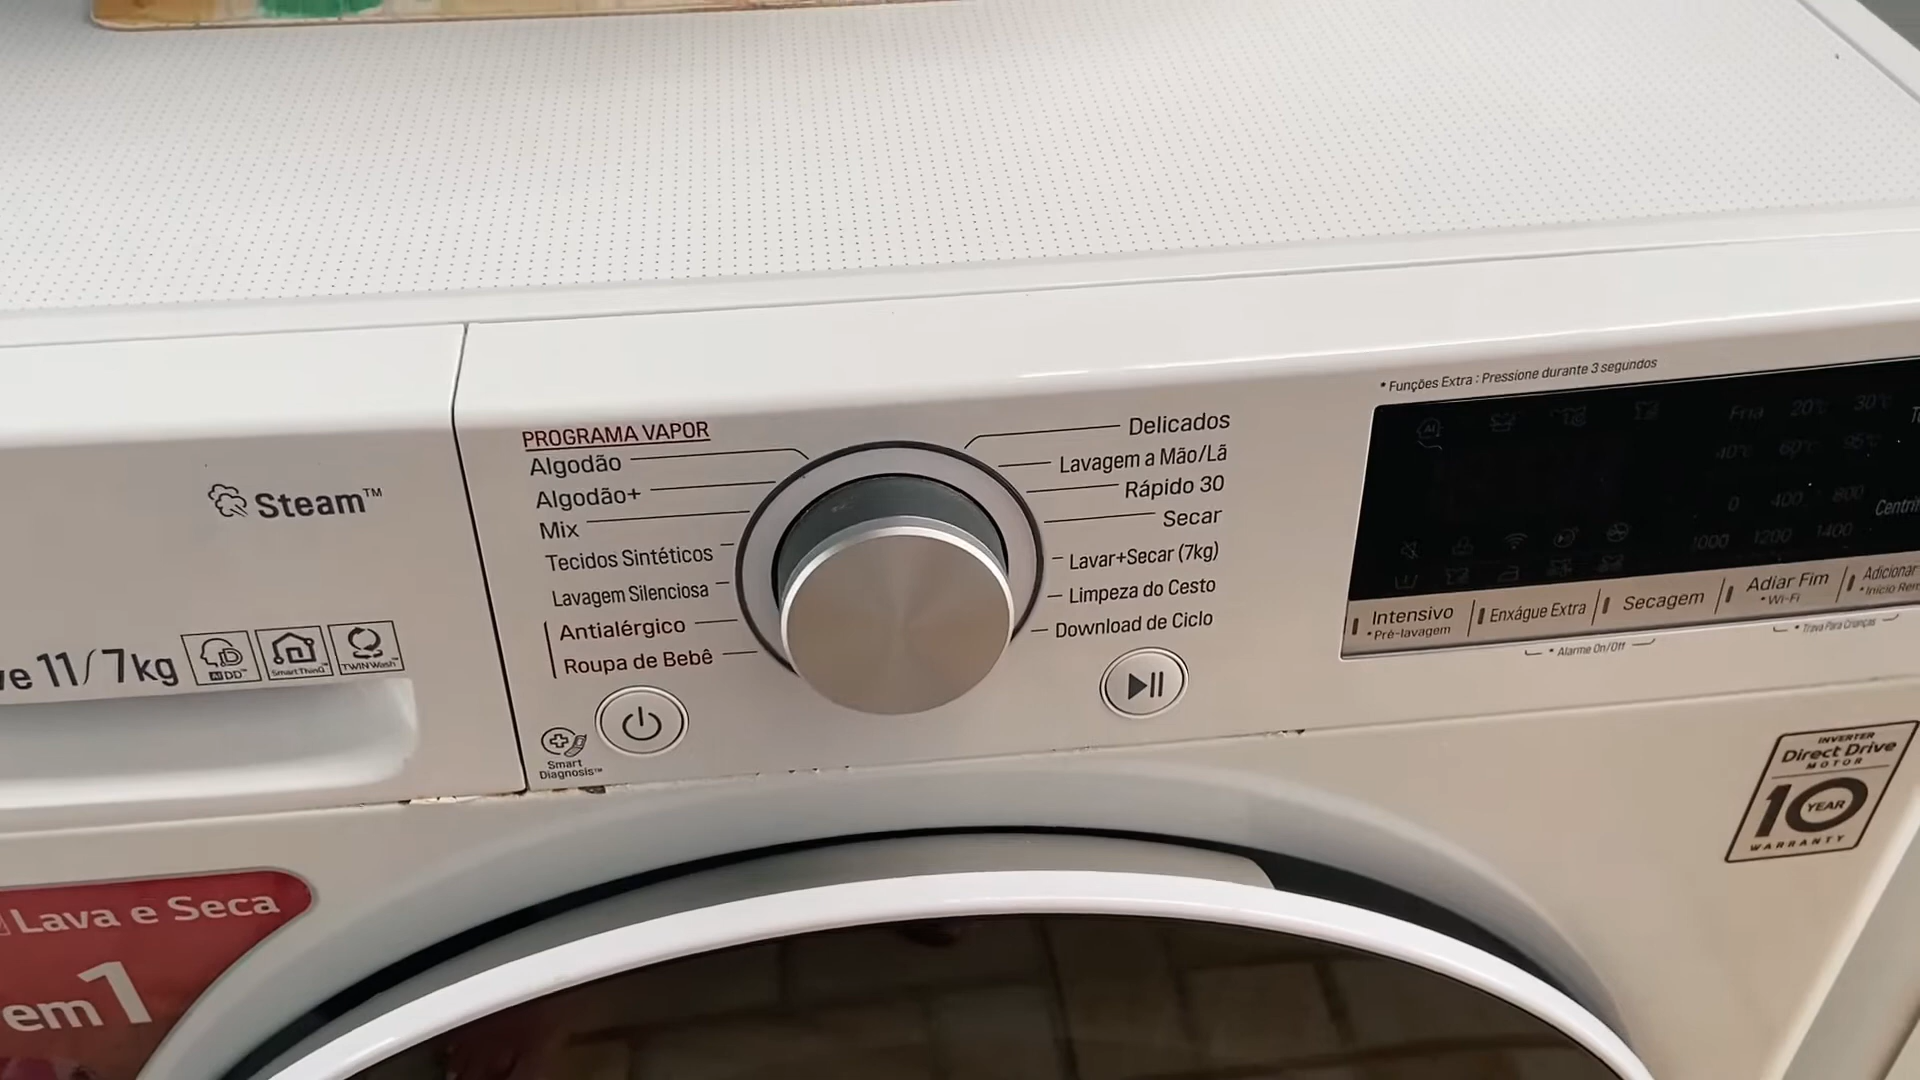 PROGRAMA VAPOR
Algodão
Algodão+
Mix
Tecidos Sintéticos
Lavagem Silenciosa
Antialérgico
Roupa de Bebê
Delicados
Lavagem a Mão/Lã
Rápido 30
Secar
Lavar+Secar (7kg)
Limpeza do Cesto
Download de Ciclo
Steam™
11/7kg
AI DD™
SmartThinQ™
TWINWash™
Smart
Diagnosis™
* Funções Extra : Pressione durante 3 segundos
AI
Fria 20℃ 30℃
40℃ 60℃ 95℃
0 400 800
1000 1200 1400
Intensivo
* Pré-lavagem
Enxágue Extra
Secagem
Adiar Fim
* Wi-Fi
Adicionar
* Alarme On/Off
* Trava Para Crianças
INVERTER
Direct Drive
MOTOR
10 YEAR
WARRANTY
Lava e Seca
em 1